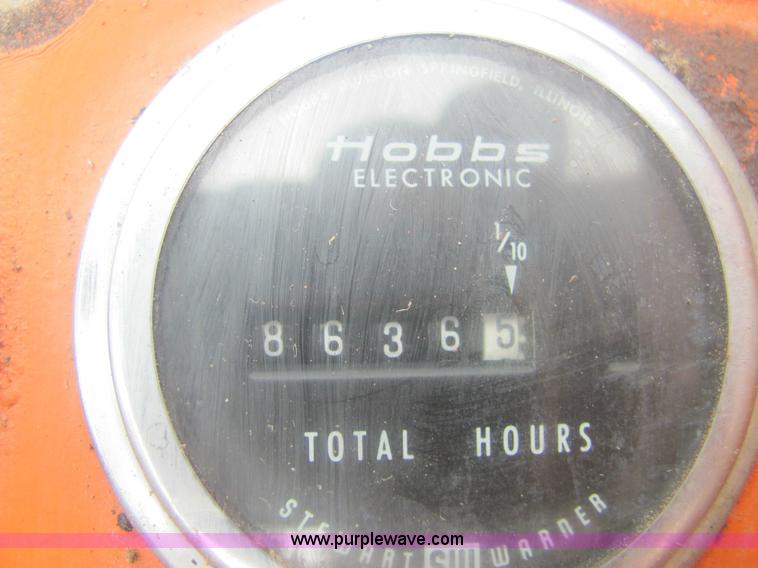 HOBBS DIVISION SPRINGFIELD, ILLINOIS
Hobbs
ELECTRONIC
1/10
8 6 3 6 5
TOTAL HOURS
STEWART SW WARNER
www.purplewave.com